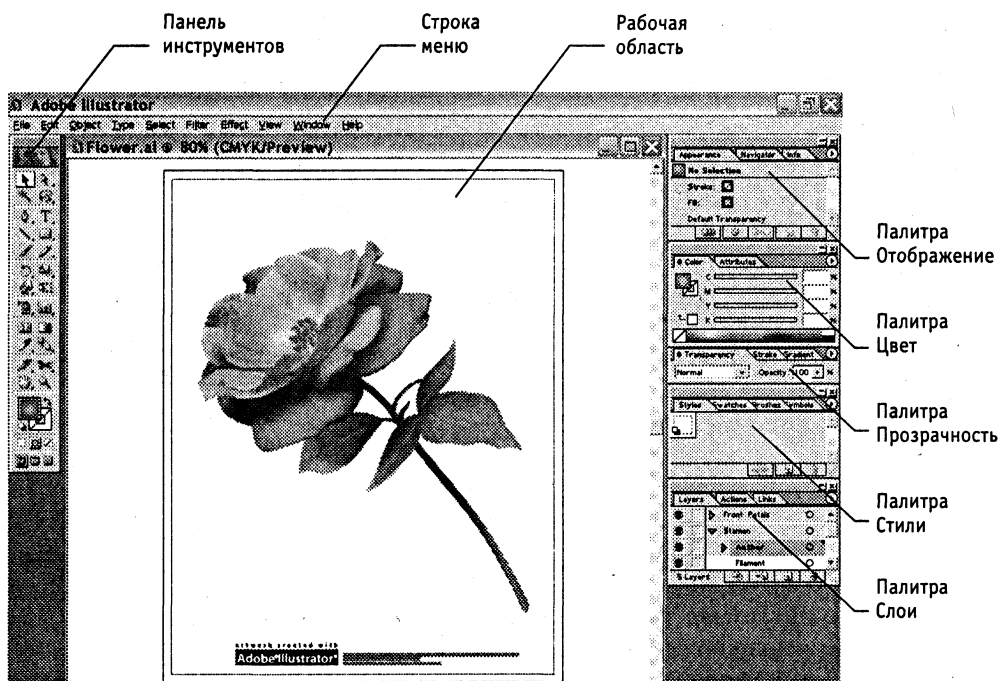 Панель
инструментов
Строка
меню
Рабочая
область
Adobe Illustrator
File Edit Object Type Select Filter Effect View Window Help
Flower.ai @ 80% (CMYK/Preview)
Appearance Navigator Info
No Selection
Stroke:
Fill:
Default Transparency
Палитра
Отображение
Color Attributes
C %
M %
Y %
K %
Палитра
Цвет
Transparency Stroke Gradient
Normal Opacity: 100 %
Палитра
Прозрачность
Styles Swatches Brushes Symbols
Палитра
Стили
Layers Actions Links
Front Petals
Stamen
Anther
Filament
5 Layers
Палитра
Слои
artwork created with
Adobe Illustrator